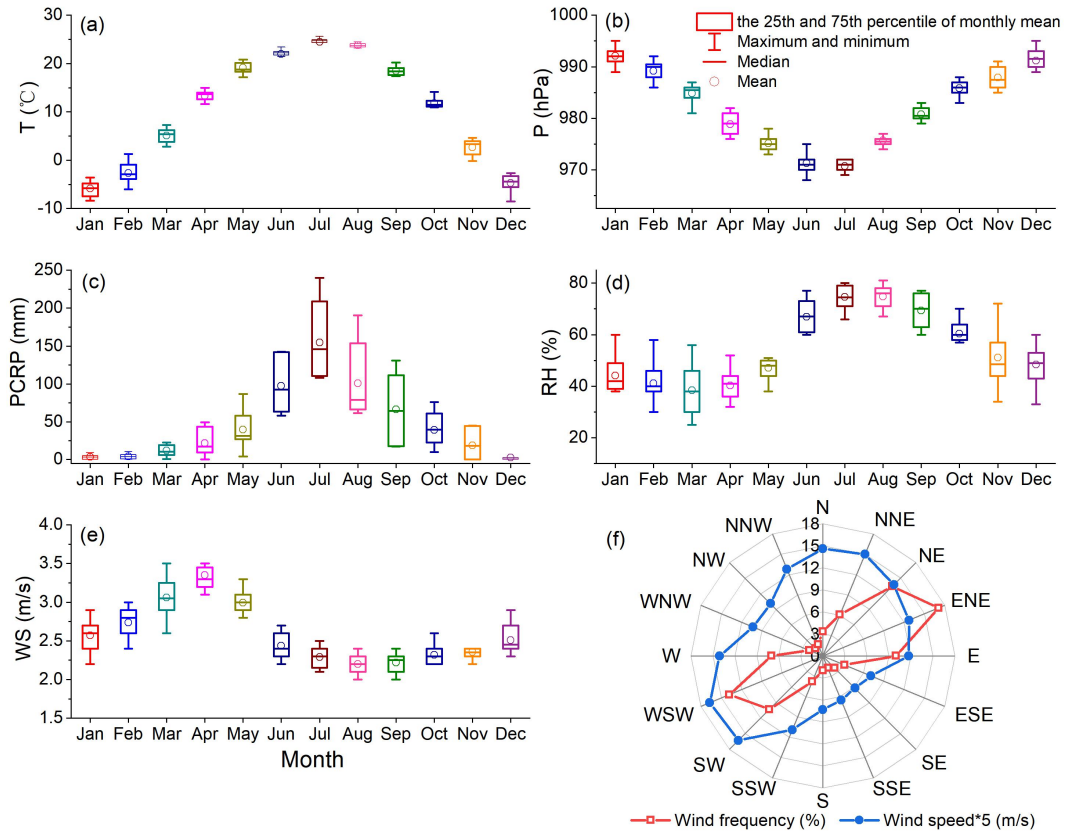 (a)
T (℃)
30
20
10
0
-10
Jan Feb Mar Apr May Jun Jul Aug Sep Oct Nov Dec
(b)
P (hPa)
1000
990
980
970
the 25th and 75th percentile of monthly mean
Maximum and minimum
Median
Mean
Jan Feb Mar Apr May Jun Jul Aug Sep Oct Nov Dec
(c)
PCRP (mm)
250
200
150
100
50
0
Jan Feb Mar Apr May Jun Jul Aug Sep Oct Nov Dec
(d)
RH (%)
80
60
40
20
Jan Feb Mar Apr May Jun Jul Aug Sep Oct Nov Dec
(e)
WS (m/s)
4.0
3.5
3.0
2.5
2.0
1.5
Jan Feb Mar Apr May Jun Jul Aug Sep Oct Nov Dec
Month
(f)
N
NNE
NE
ENE
E
ESE
SE
SSE
S
SSW
SW
WSW
W
WNW
NW
NNW
18
15
12
9
6
3
0
Wind frequency (%) Wind speed*5 (m/s)